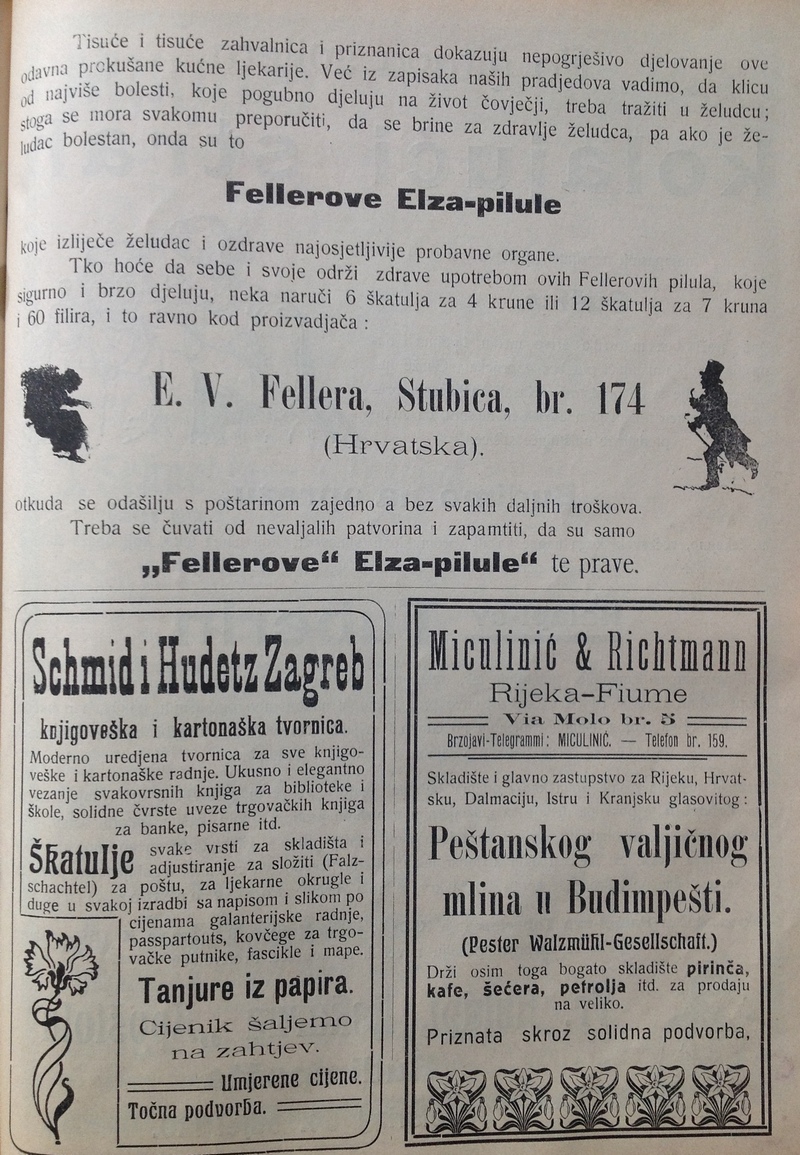 Tisuće i tisuće zahvalnica i priznanica dokazuju nepogrješivo djelovanje ove
odavna prokušane kućne ljekarije. Već iz zapisaka naših pradjedova vadimo, da klicu
od najviše bolesti, koje pogubno djeluju na život čovječji, treba tražiti u želudcu;
stoga se mora svakomu preporučiti, da se brine za zdravlje želudca, pa ako je že-
ludac bolestan, onda su to
Fellerove Elza-pilule
koje izliječe želudac i ozdrave najosjetljivije probavne organe.
Tko hoće da sebe i svoje održi zdrave upotrebom ovih Fellerovih pilula, koje
sigurno i brzo djeluju, neka naruči 6 škatulja za 4 krune ili 12 škatulja za 7 kruna
i 60 filira, i to ravno kod proizvadjača :
E. V. Fellera, Stubica, br. 174
(Hrvatska).
otkuda se odašilju s poštarinom zajedno a bez svakih daljnih troškova.
Treba se čuvati od nevaljalih patvorina i zapamtiti, da su samo
„Fellerove“ Elza-pilule“ te prave.
Schmid i Hudetz Zagreb
knjigoveška i kartonaška tvornica.
Moderno uredjena tvornica za sve knjigo-
veške i kartonaške radnje. Ukusno i elegantno
vezanje svakovrsnih knjiga za biblioteke i
škole, solidne čvrste uveze trgovačkih knjiga
za banke, pisarne itd.
Škatulje svake vrsti za skladišta i
adjustiranje za složiti (Falz-
schachtel) za poštu, za ljekarne okrugle i
duge u svakoj izradbi sa napisom i slikom po
cijenama galanterijske radnje,
passpartouts, kovčege za trgo-
vačke putnike, fascikle i mape.
Tanjure iz papira.
Cijenik šaljemo
na zahtjev.
Umjerene cijene.
Točna podvorba.
Miculinić & Richtmann
Rijeka-Fiume
Via Molo br. 5
Brzojavi-Telegrammi: MICULINIĆ. — Telefon br. 159.
Skladište i glavno zastupstvo za Rijeku, Hrvat-
sku, Dalmaciju, Istru i Kranjsku glasovitog :
Peštanskog valjičnog
mlina u Budimpešti.
(Pester Walzmühl-Gesellschaft.)
Drži osim toga bogato skladište pirinča,
kafe, šećera, petrolja itd. za prodaju
na veliko.
Priznata skroz solidna podvorba,